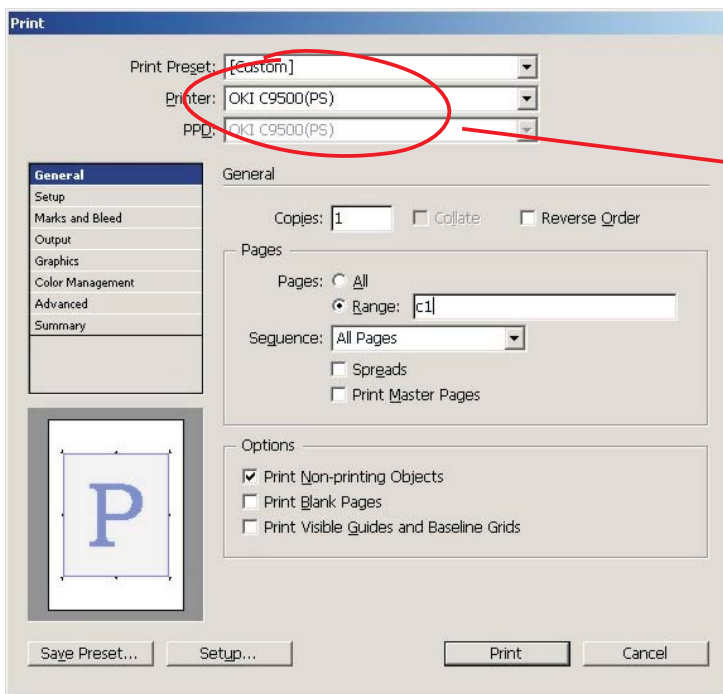 Print
Print Preset: [Custom]
Printer: OKI C9500(PS)
PPD: OKI C9500(PS)
General
Setup
Marks and Bleed
Output
Graphics
Color Management
Advanced
Summary
General
Copies: 1 Collate Reverse Order
Pages
Pages: All
Range: c1
Sequence: All Pages
Spreads
Print Master Pages
Options
Print Non-printing Objects
Print Blank Pages
Print Visible Guides and Baseline Grids
P
Save Preset... Setup... Print Cancel